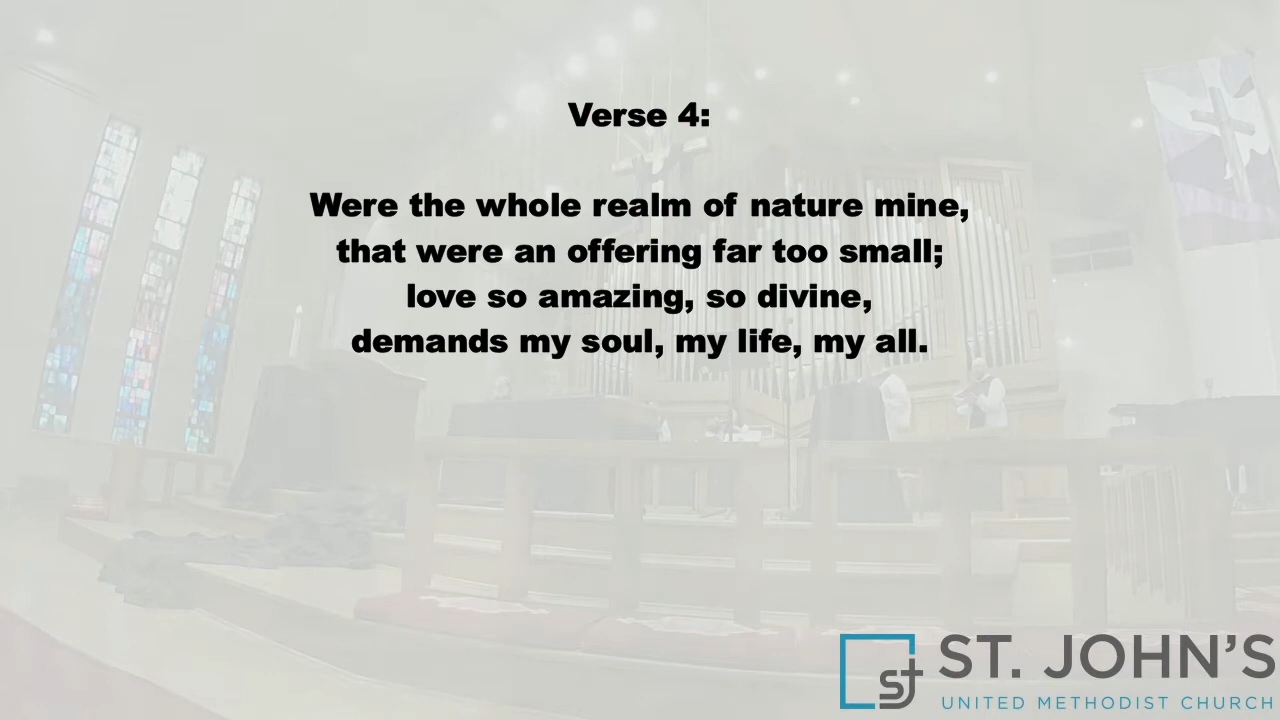 Verse 4:
Were the whole realm of nature mine,
that were an offering far too small;
love so amazing, so divine,
demands my soul, my life, my all.
sj
ST. JOHN'S
UNITED METHODIST CHURCH